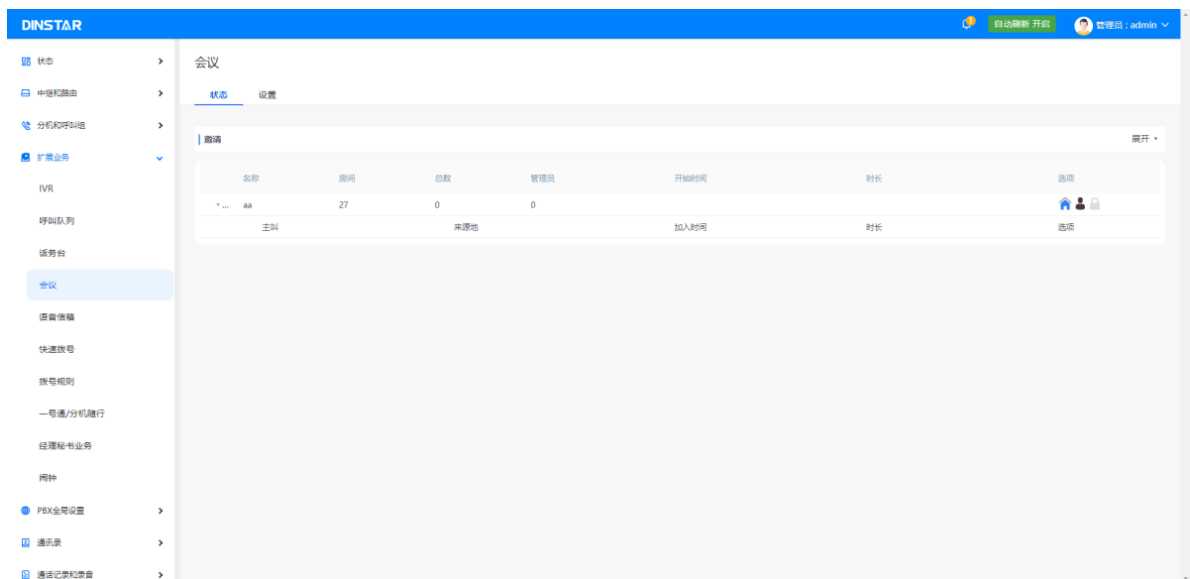 DINSTAR
1
自动刷新 开启
管理员 : admin
状态
中继和路由
分机和呼叫组
扩展业务
IVR
呼叫队列
话务台
会议
语音信箱
快速拨号
拨号规则
一号通/分机随行
经理秘书业务
闹钟
PBX全局设置
通讯录
通话记录和录音
会议
状态 设置
邀请 展开
名称 房间 总数 管理员 开始时间 时长 选项
... aa 27 0 0
主叫 来源地 加入时间 时长 选项